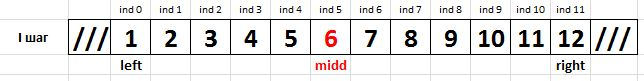 ind 0 ind 1 ind 2 ind 3 ind 4 ind 5 ind 6 ind 7 ind 8 ind 9 ind 10 ind 11
I шаг /// 1 2 3 4 5 6 7 8 9 10 11 12 ///
left midd right